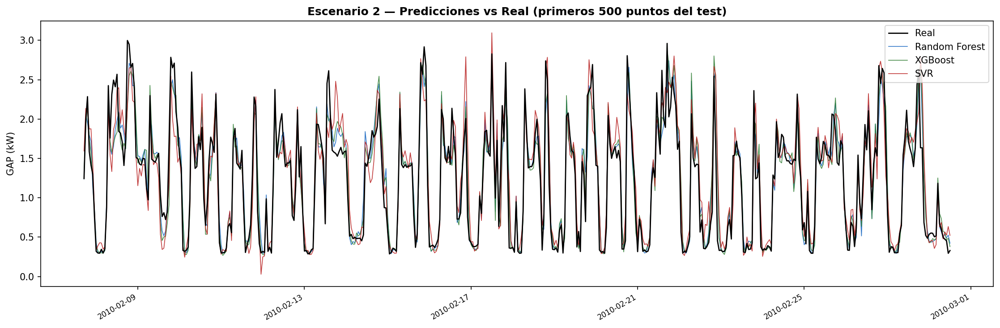 Escenario 2 — Predicciones vs Real (primeros 500 puntos del test)
GAP (kW)
3.0
2.5
2.0
1.5
1.0
0.5
0.0
Real
Random Forest
XGBoost
SVR
2010-02-09
2010-02-13
2010-02-17
2010-02-21
2010-02-25
2010-03-01